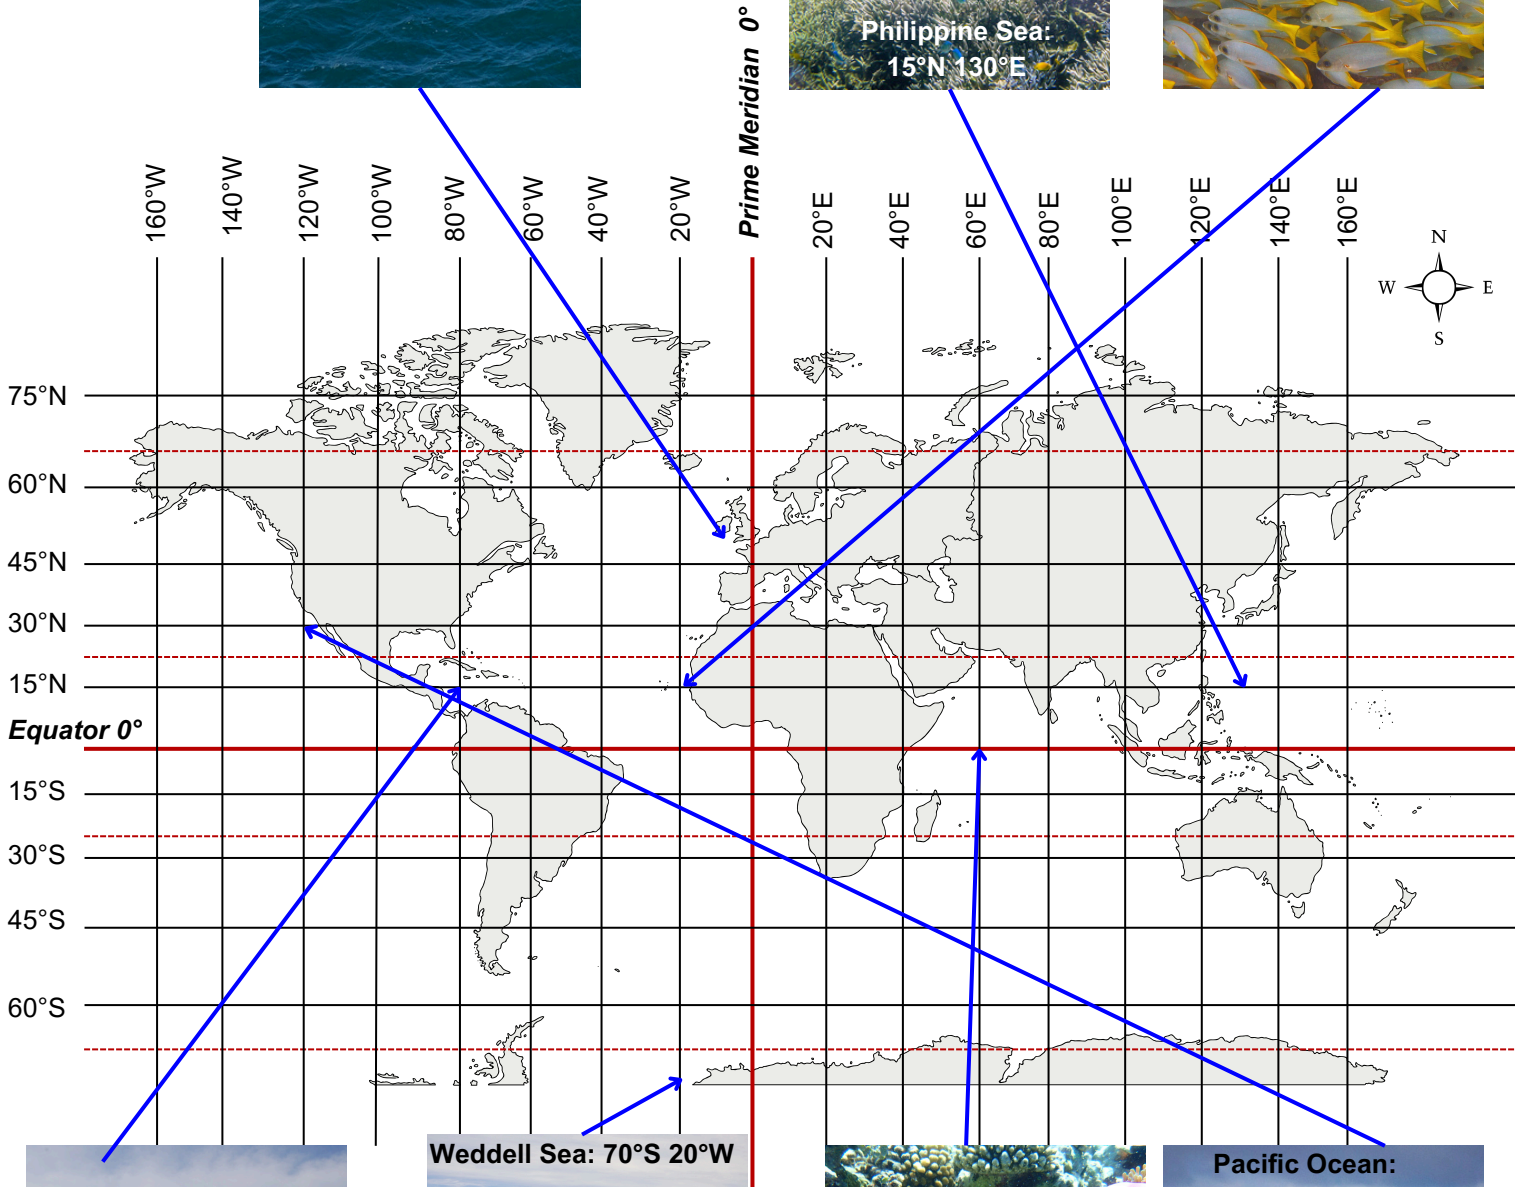 Philippine Sea:
15°N 130°E
Prime Meridian 0°
160°W
140°W
120°W
100°W
80°W
60°W
40°W
20°W
20°E
40°E
60°E
80°E
100°E
120°E
140°E
160°E
N
W E
S
75°N
60°N
45°N
30°N
15°N
Equator 0°
15°S
30°S
45°S
60°S
Weddell Sea: 70°S 20°W
Pacific Ocean: